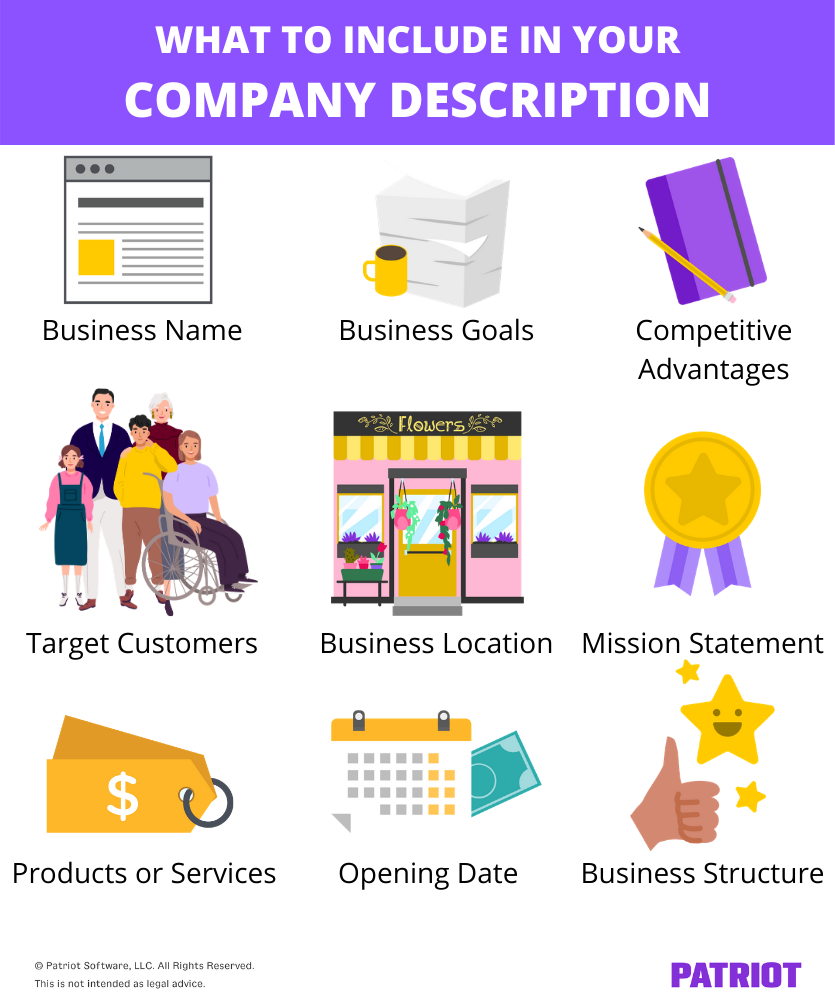 WHAT TO INCLUDE IN YOUR
COMPANY DESCRIPTION
Business Name
Business Goals
Competitive
Advantages
Flowers
Target Customers
Business Location
Mission Statement
$
Products or Services
Opening Date
Business Structure
© Patriot Software, LLC. All Rights Reserved.
This is not intended as legal advice.
PATRIOT